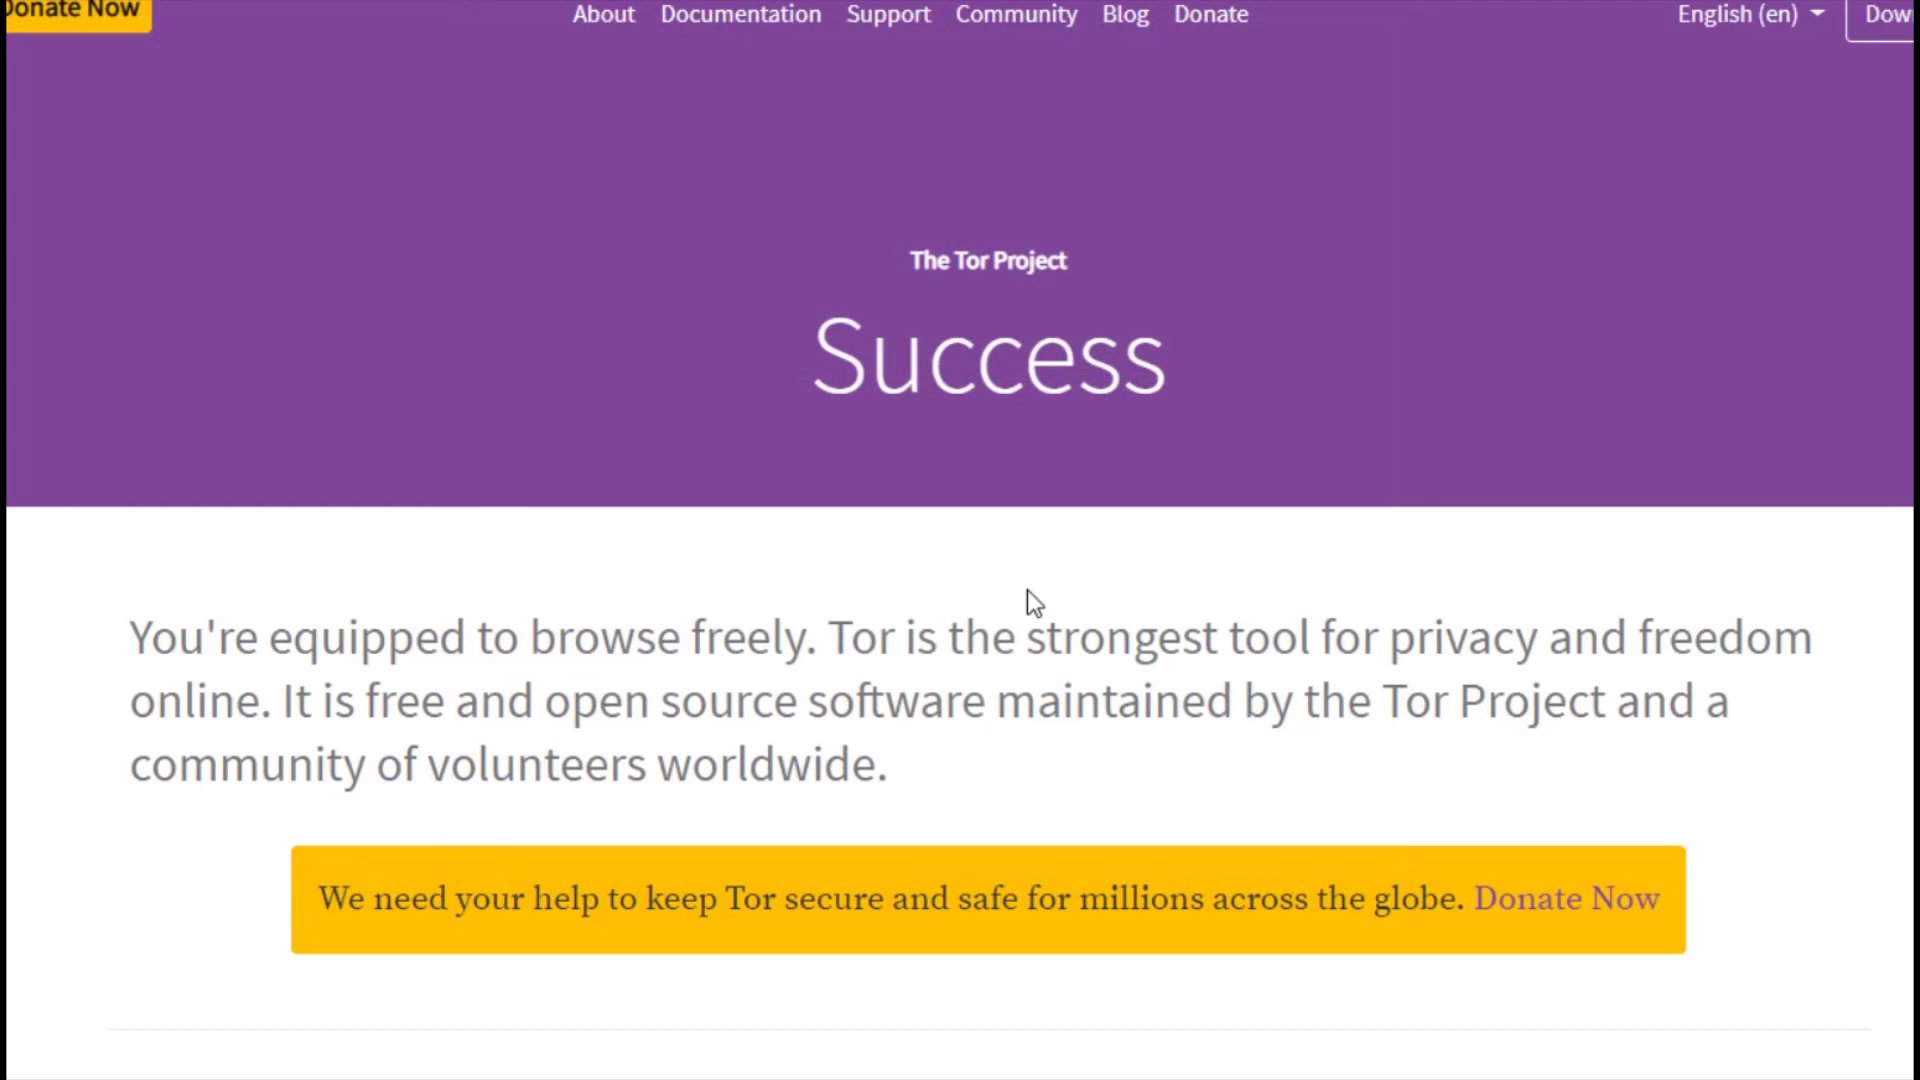 Donate Now
About Documentation Support Community Blog Donate
English (en)
The Tor Project
Success
You're equipped to browse freely. Tor is the strongest tool for privacy and freedom
online. It is free and open source software maintained by the Tor Project and a
community of volunteers worldwide.
We need your help to keep Tor secure and safe for millions across the globe. Donate Now